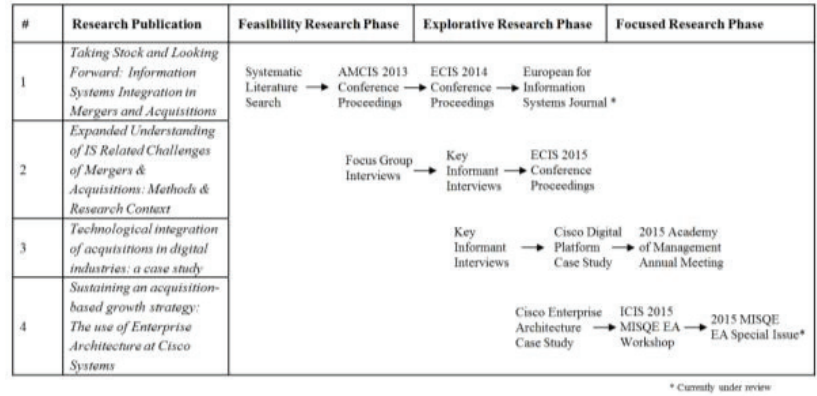 # Research Publication Feasibility Research Phase Explorative Research Phase Focused Research Phase
1
Taking Stock and Looking
Forward: Information
Systems Integration in
Mergers and Acquisitions
Systematic
Literature
Search
AMCIS 2013
Conference
Proceedings
ECIS 2014
Conference
Proceedings
European for
Information
Systems Journal *
2
Expanded Understanding
of IS Related Challenges
of Mergers &
Acquisitions: Methods &
Research Context
Focus Group
Interviews
Key
Informant
Interviews
ECIS 2015
Conference
Proceedings
3
Technological integration
of acquisitions in digital
industries: a case study
Key
Informant
Interviews
Cisco Digital
Platform
Case Study
2015 Academy
of Management
Annual Meeting
4
Sustaining an acquisition-
based growth strategy:
The use of Enterprise
Architecture at Cisco
Systems
Cisco Enterprise
Architecture
Case Study
ICIS 2015
MISQE EA
Workshop
2015 MISQE
EA Special Issue*
* Currently under review